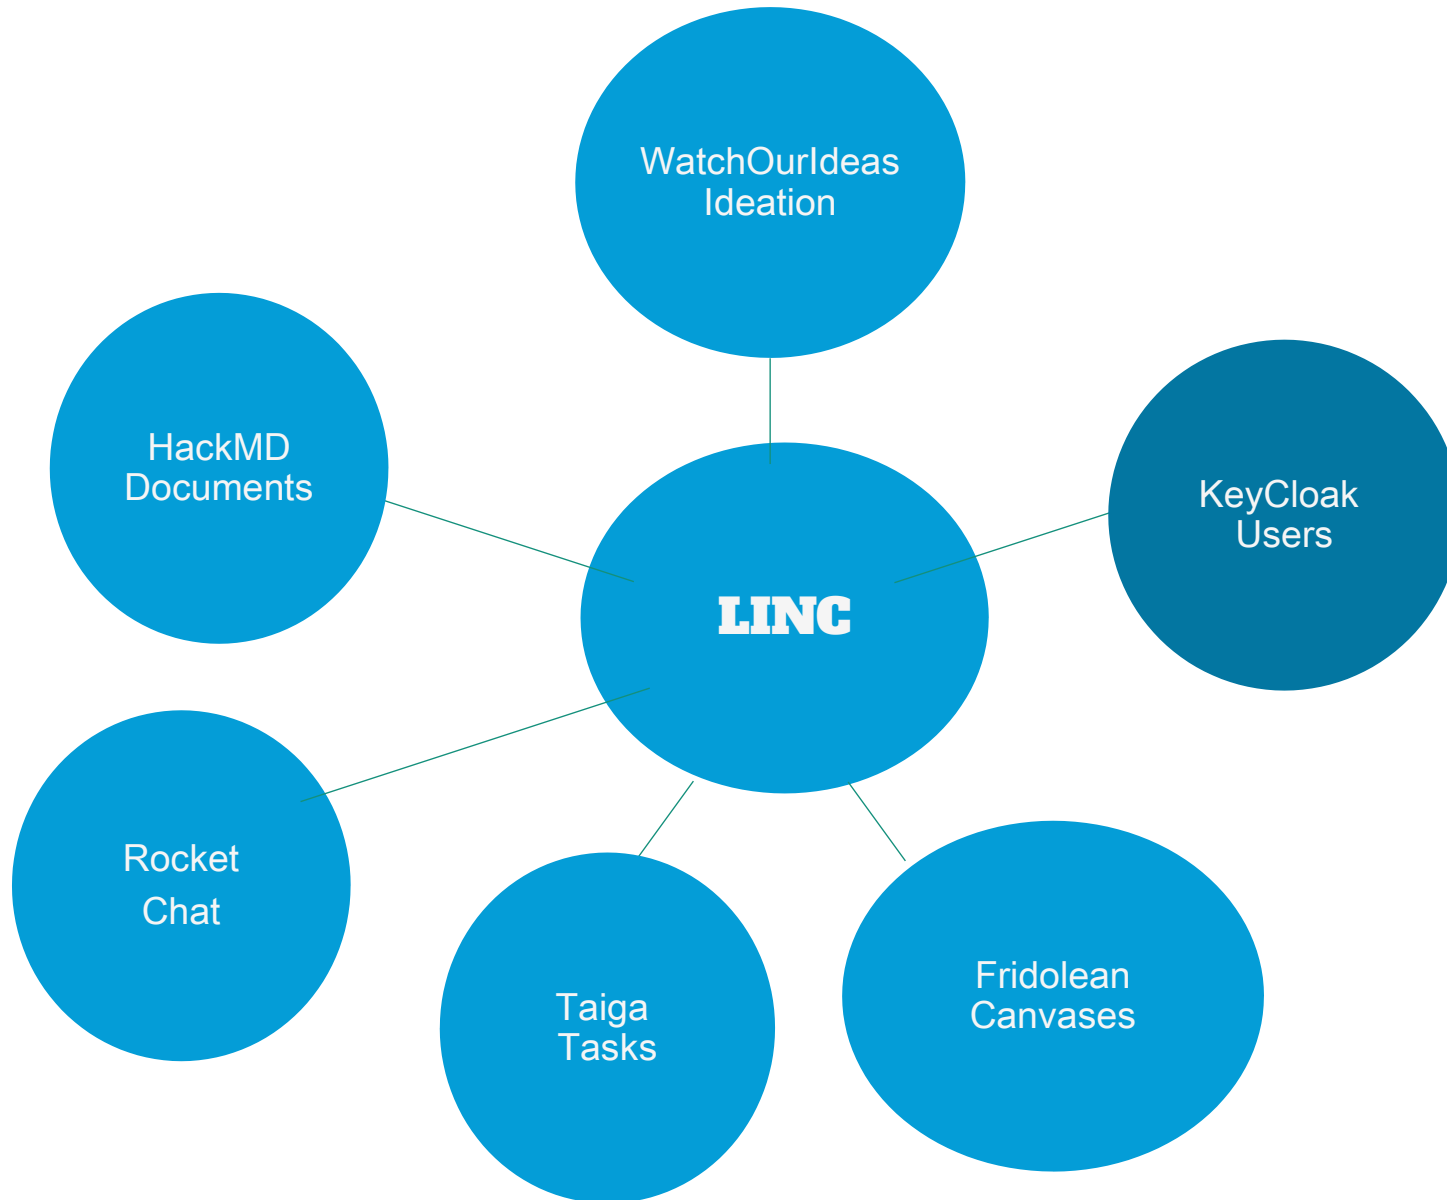 WatchOurIdeas
Ideation
HackMD
Documents
KeyCloak
Users
LINC
Rocket
Chat
Taiga
Tasks
Fridolean
Canvases